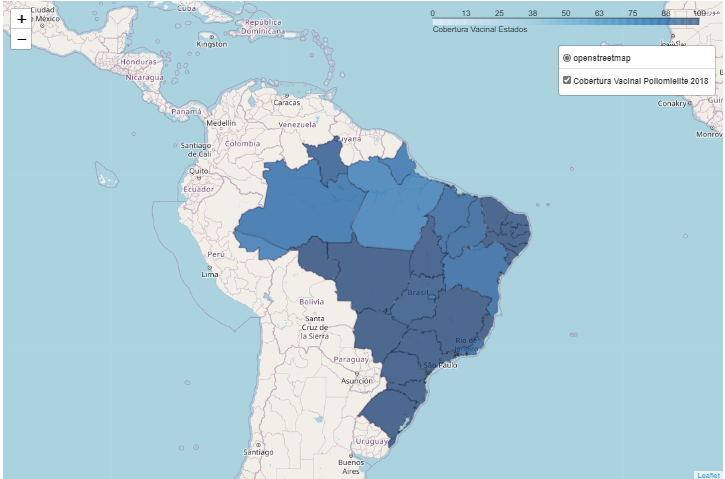 Ciudad
de México
+
−
Cuba
República
Dominicana
Kingston
Honduras
Nicaragua
Caracas
Panamá
Medellín
Venezuela
Santiago
de Cali
Colombia
Quito
Ecuador
Perú
Lima
Brasil
Bolivia
Santa
Cruz de
la Sierra
Rio de
São Paulo
Paraguay
Asunción
Uruguay
Santiago
Buenos
Aires
0 13 25 38 50 63 75 88 100
Cobertura Vacinal Estados
openstreetmap
Cobertura Vacinal Poliomielite 2018
Conakry
Leaflet